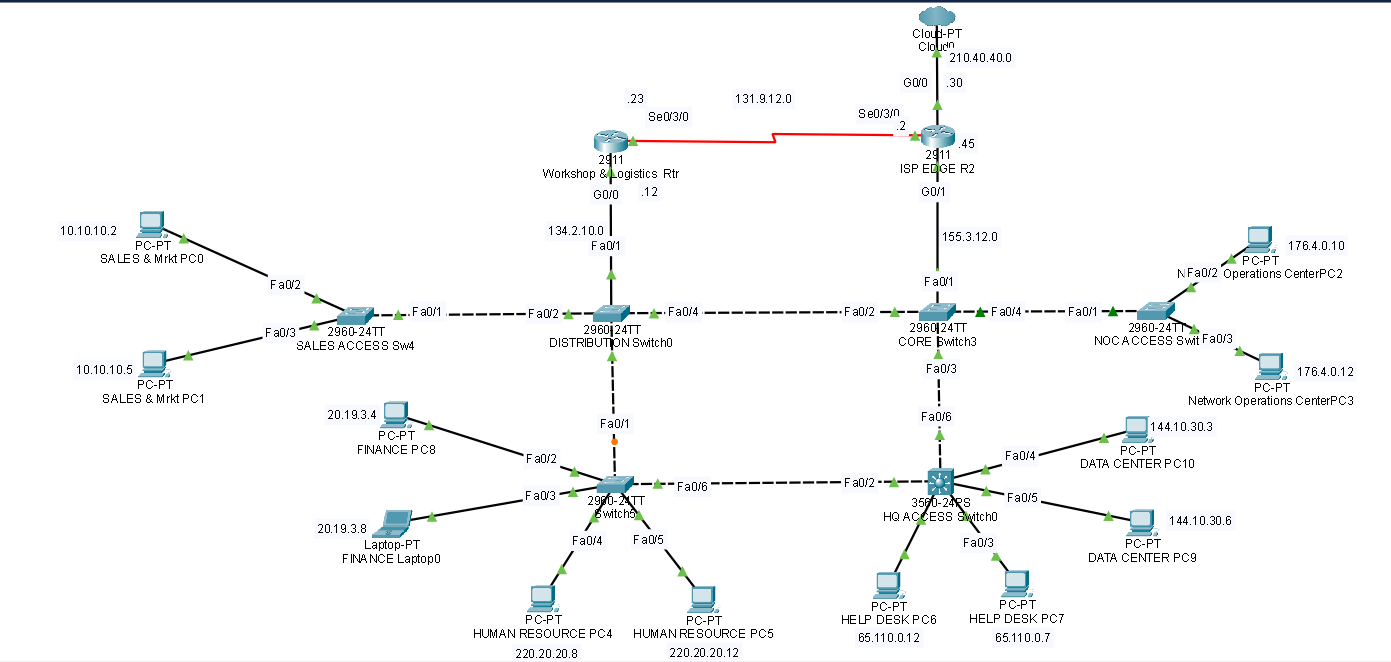 Cloud-PT
Cloud0
210.40.40.0
G0/0
.30
.23
131.9.12.0
Se0/3/0
Se0/3/0
.2
2911
Workshop & Logistics Rtr
2911
ISP EDGE R2
.45
G0/0
.12
G0/1
134.2.10.0
Fa0/1
155.3.12.0
Fa0/1
10.10.10.2
PC-PT
SALES & Mrkt PC0
Fa0/2
Fa0/3
10.10.10.5
PC-PT
SALES & Mrkt PC1
2960-24TT
SALES ACCESS Sw4
Fa0/1
Fa0/2
2960-24TT
DISTRIBUTION Switch0
Fa0/4
Fa0/2
2960-24TT
CORE Switch3
Fa0/4
Fa0/1
2960-24TT
NOC ACCESS Swit
Fa0/2
176.4.0.10
PC-PT
Operations CenterPC2
Fa0/3
176.4.0.12
PC-PT
Network Operations CenterPC3
Fa0/3
Fa0/1
Fa0/6
20.19.3.4
PC-PT
FINANCE PC8
Fa0/2
Fa0/3
20.19.3.8
Laptop-PT
FINANCE Laptop0
2960-24TT
Switch5
Fa0/6
Fa0/2
3560-24PS
HQ ACCESS Switch0
Fa0/4
144.10.30.3
PC-PT
DATA CENTER PC10
Fa0/5
144.10.30.6
PC-PT
DATA CENTER PC9
Fa0/4
Fa0/5
Fa0/3
PC-PT
HUMAN RESOURCE PC4
220.20.20.8
PC-PT
HUMAN RESOURCE PC5
220.20.20.12
PC-PT
HELP DESK PC6
65.110.0.12
PC-PT
HELP DESK PC7
65.110.0.7